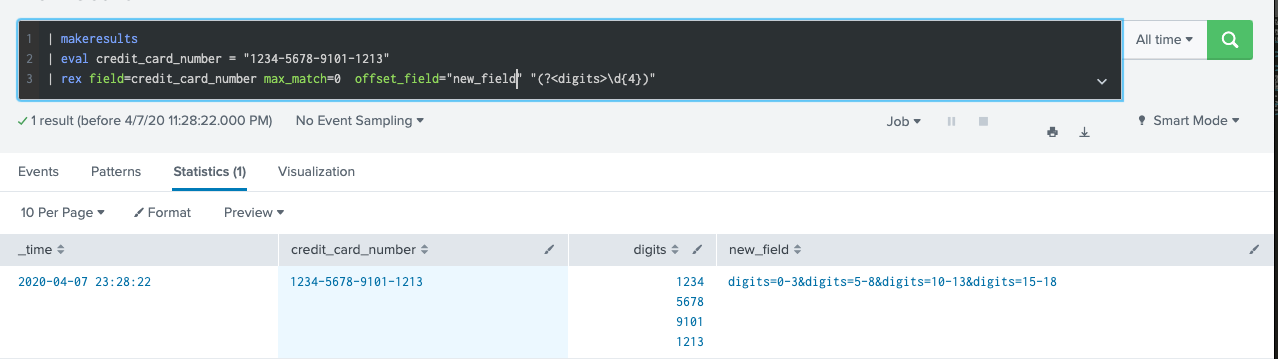 1 | makeresults
2 | eval credit_card_number = "1234-5678-9101-1213"
3 | rex field=credit_card_number max_match=0  offset_field="new_field" "(?<digits>\d{4})"
All time
1 result (before 4/7/20 11:28:22.000 PM) No Event Sampling Job Smart Mode
Events Patterns Statistics (1) Visualization
10 Per Page Format Preview
_time credit_card_number digits new_field
2020-04-07 23:28:22 1234-5678-9101-1213 1234 digits=0-3&digits=5-8&digits=10-13&digits=15-18
5678
9101
1213